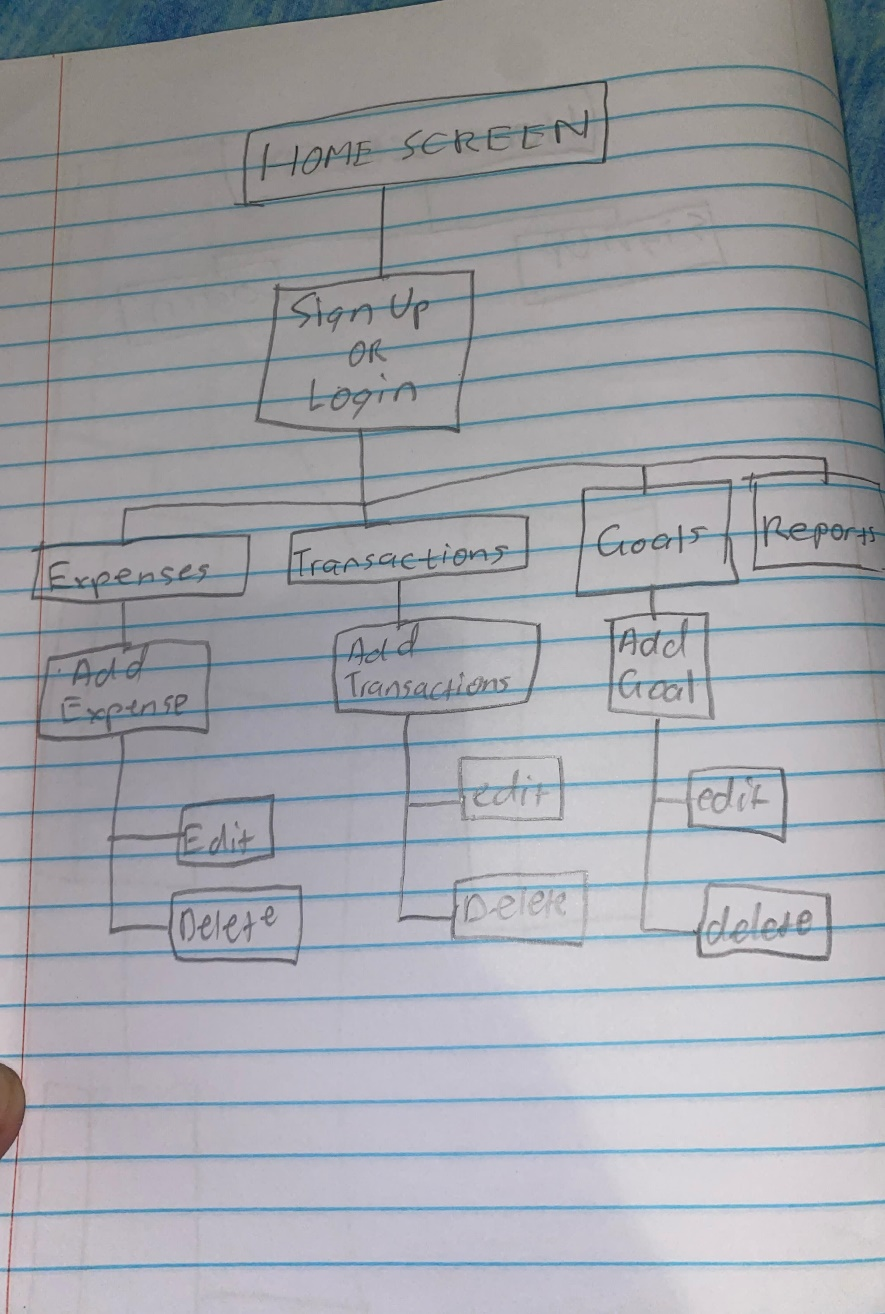 HOME SCREEN
Sign Up
OR
Login
Expenses
Transactions
Goals
Reports
Add
Expense
Add
Transactions
Add
Goal
Edit
Delete
edit
Delete
edit
delete